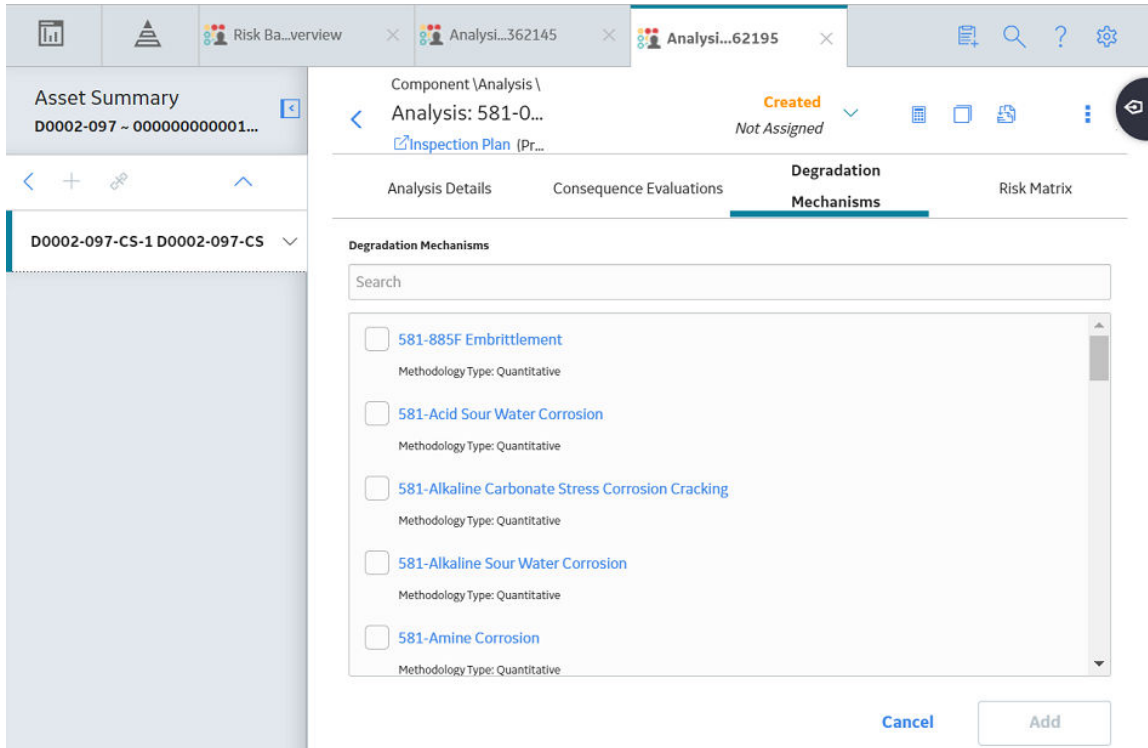 Risk Ba...verview
Analysi...362145
Analysi...62195
Asset Summary
D0002-097 ~ 000000000001...
D0002-097-CS-1 D0002-097-CS
Component \Analysis \
Analysis: 581-0...
Inspection Plan (Pr...
Created
Not Assigned
Analysis Details
Consequence Evaluations
Degradation
Mechanisms
Risk Matrix
Degradation Mechanisms
Search
581-885F Embrittlement
Methodology Type: Quantitative
581-Acid Sour Water Corrosion
Methodology Type: Quantitative
581-Alkaline Carbonate Stress Corrosion Cracking
Methodology Type: Quantitative
581-Alkaline Sour Water Corrosion
Methodology Type: Quantitative
581-Amine Corrosion
Methodology Type: Quantitative
Cancel
Add